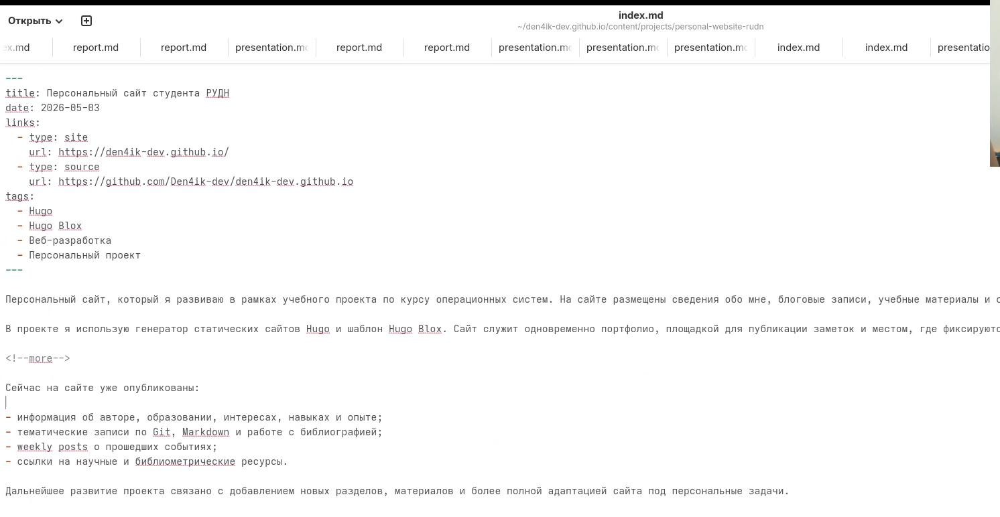 Открыть
index.md
~/den4ik-dev.github.io/content/projects/personal-website-rudn
report.md report.md presentation.mc report.md report.md presentation.mc presentation.mc presentation.mc index.md index.md presentatio
---
title: Персональный сайт студента РУДН
date: 2026-05-03
links:
- type: site
url: https://den4ik-dev.github.io/
- type: source
url: https://github.com/Den4ik-dev/den4ik-dev.github.io
tags:
- Hugo
- Hugo Blox
- Веб-разработка
- Персональный проект
---
Персональный сайт, который я развиваю в рамках учебного проекта по курсу операционных систем. На сайте размещены сведения обо мне, блоговые записи, учебные материалы и
В проекте я использую генератор статических сайтов Hugo и шаблон Hugo Blox. Сайт служит одновременно портфолио, площадкой для публикации заметок и местом, где
<!--more-->
Сейчас на сайте уже опубликованы:
- информация об авторе, образовании, интересах, навыках и опыте;
- тематические записи по Git, Markdown и работе с библиографией;
- weekly posts о прошедших событиях;
- ссылки на научные и библиометрические ресурсы.
Дальнейшее развитие проекта связано с добавлением новых разделов, материалов и более полной адаптацией сайта под персональные задачи.